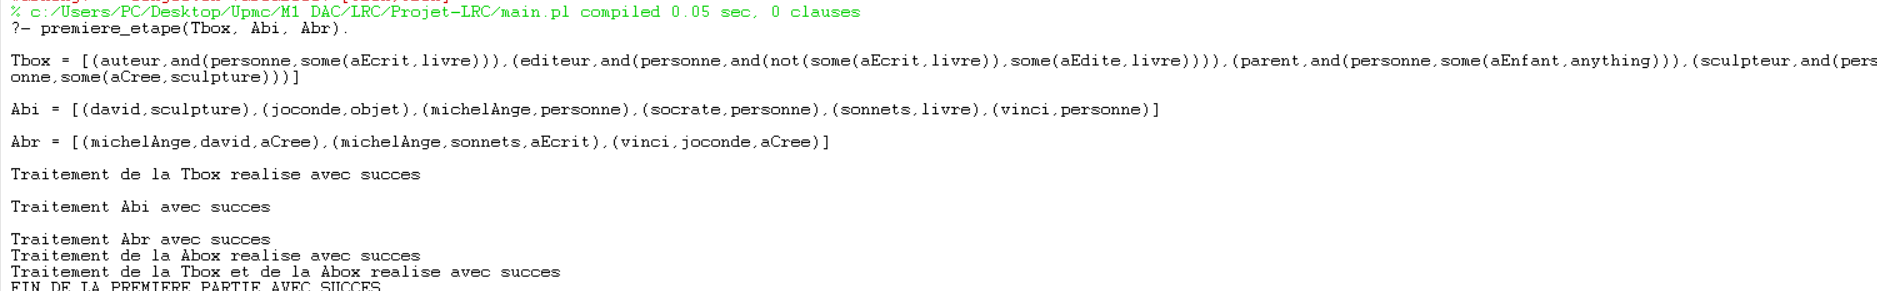 % c:/Users/PC/Desktop/Upmc/M1 DAC/LRC/Projet-LRC/main.pl compiled 0.05 sec, 0 clauses
?- premiere_etape(Tbox, Abi, Abr).
Tbox = [(auteur,and(personne,some(aEcrit,livre))),(editeur,and(personne,and(not(some(aEcrit,livre)),some(aEdite,livre)))),(parent,and(personne,some(aEnfant,anything))),(sculpteur,and(pers
onne,some(aCree,sculpture)))]
Abi = [(david,sculpture),(joconde,objet),(michelAnge,personne),(socrate,personne),(sonnets,livre),(vinci,personne)]
Abr = [(michelAnge,david,aCree),(michelAnge,sonnets,aEcrit),(vinci,joconde,aCree)]
Traitement de la Tbox realise avec succes
Traitement Abi avec succes
Traitement Abr avec succes
Traitement de la Abox realise avec succes
Traitement de la Tbox et de la Abox realise avec succes
FIN DE LA PREMIERE PARTIE AVEC SUCCES